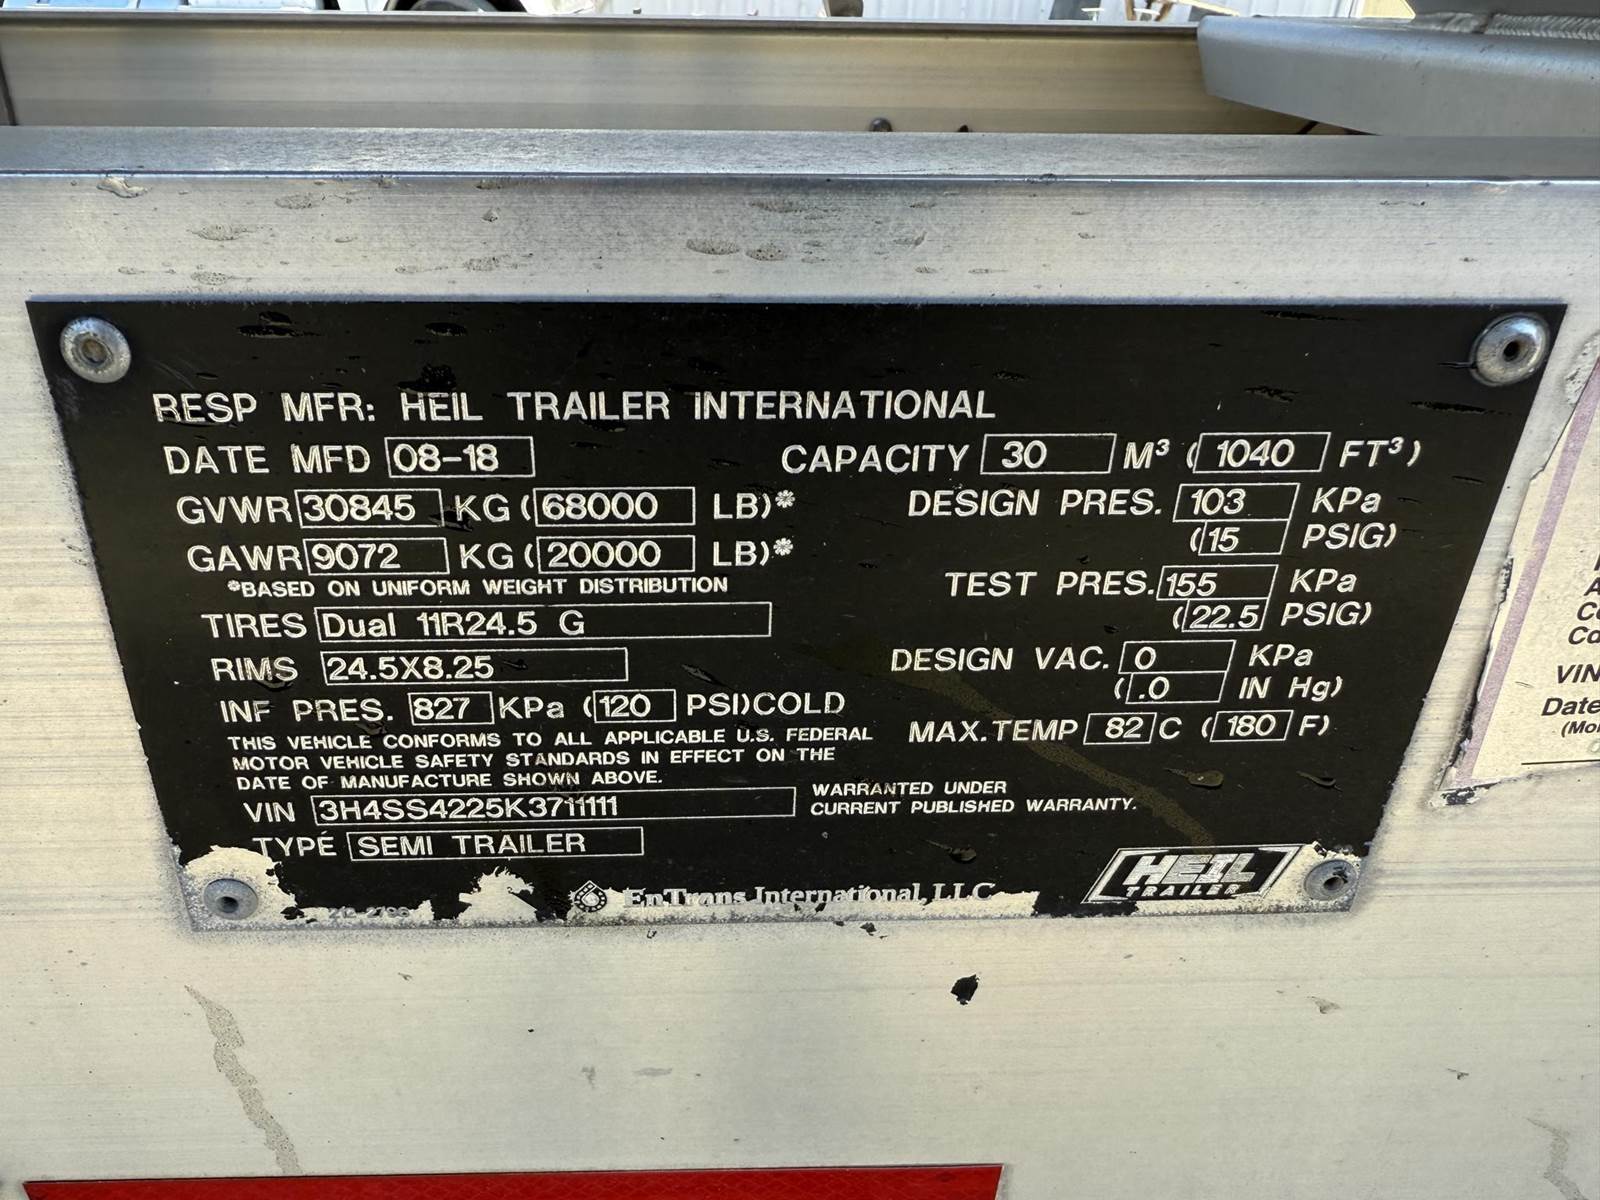 RESP MFR: HEIL TRAILER INTERNATIONAL
DATE MFD 08-18
CAPACITY 30 M³ (1040 FT³)
GVWR 30845 KG (68000 LB)*
DESIGN PRES. 103 KPa
(15 PSIG)
GAWR 9072 KG (20000 LB)*
*BASED ON UNIFORM WEIGHT DISTRIBUTION
TEST PRES. 155 KPa
(22.5 PSIG)
TIRES Dual 11R24.5 G
RIMS 24.5X8.25
DESIGN VAC. 0 KPa
(.0 IN Hg)
INF PRES. 827 KPa (120 PSI)COLD
MAX.TEMP 82 C (180 F)
THIS VEHICLE CONFORMS TO ALL APPLICABLE U.S. FEDERAL
MOTOR VEHICLE SAFETY STANDARDS IN EFFECT ON THE
DATE OF MANUFACTURE SHOWN ABOVE.
VIN 3H4SS4225K3711111
WARRANTED UNDER
CURRENT PUBLISHED WARRANTY.
TYPE SEMI TRAILER
EnTrans International, LLC
HEIL
TRAILER
VIN
Date